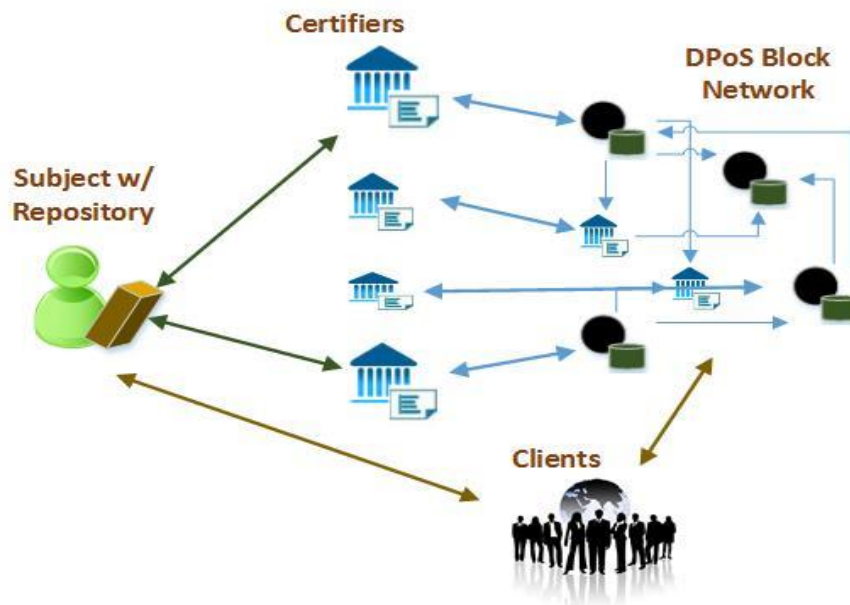 Certifiers
DPoS Block
Network
Subject w/
Repository
Clients